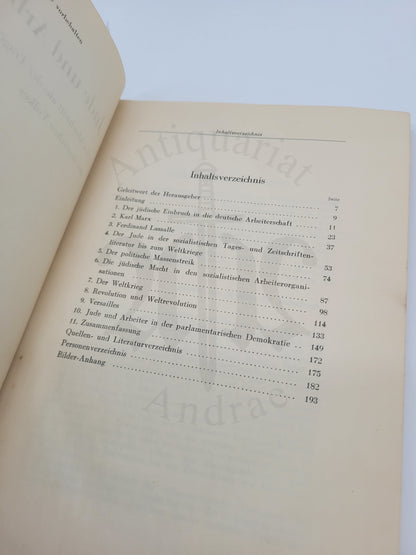 vorbehalten
Inhaltsverzeichnis
Inhaltsverzeichnis
Seite
Geleitwort der Herausgeber 7
Einleitung 9
1. Der jüdische Einbruch in die deutsche Arbeiterschaft 11
2. Karl Marx 23
3. Ferdinand Lassalle 37
4. Der Jude in der sozialistischen Tages- und Zeitschriften-
literatur bis zum Weltkriege 53
5. Der politische Massenstreik 74
6. Die jüdische Macht in den sozialistischen Arbeiterorgani-
sationen 87
7. Der Weltkrieg 98
8. Revolution und Weltrevolution 114
9. Versailles 133
10. Jude und Arbeiter in der parlamentarischen Demokratie 149
11. Zusammenfassung 172
Quellen- und Literaturverzeichnis 175
Personenverzeichnis 182
Bilder-Anhang 193
Antiquariat
Andrae